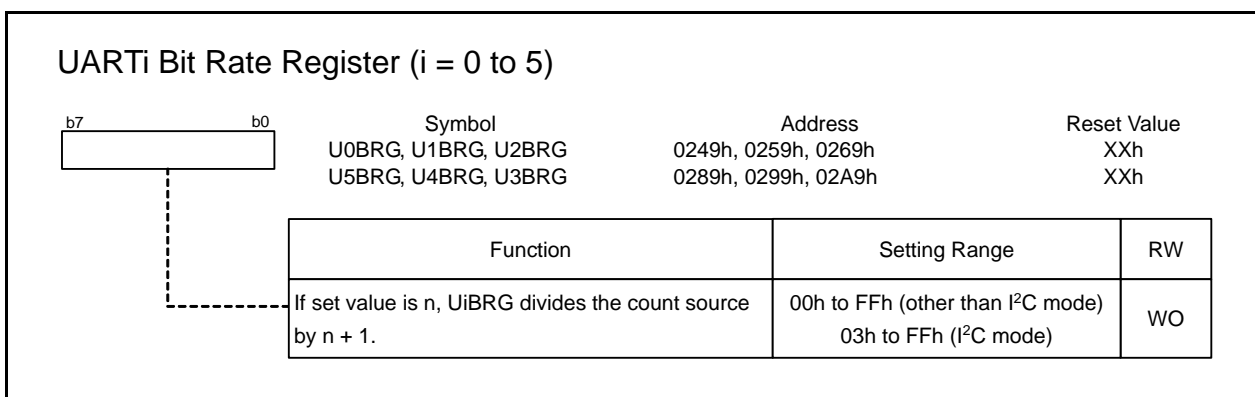 UARTi Bit Rate Register (i = 0 to 5)
b7 b0 Symbol Address Reset Value
U0BRG, U1BRG, U2BRG 0249h, 0259h, 0269h XXh
U5BRG, U4BRG, U3BRG 0289h, 0299h, 02A9h XXh
Function Setting Range RW
If set value is n, UiBRG divides the count source
by n + 1.
00h to FFh (other than I²C mode)
03h to FFh (I²C mode)
WO